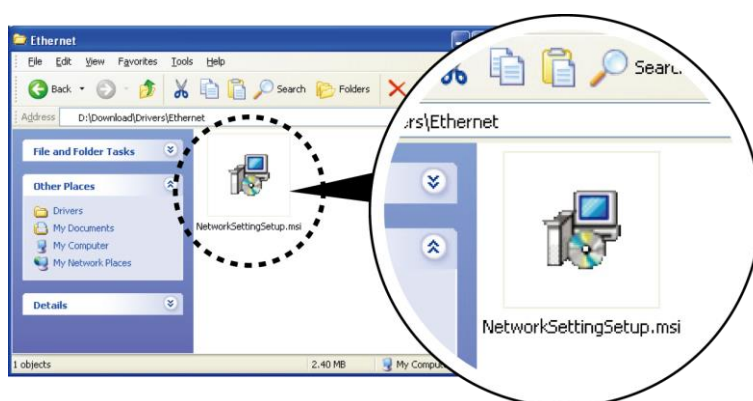 Ethernet
File Edit View Favorites Tools Help
Back Search Folders
Address D:\Download\Drivers\Ethernet
File and Folder Tasks
Other Places
Drivers
My Documents
My Computer
My Network Places
Details
NetworkSettingSetup.msi
1 objects 2.40 MB My Comput
Sear
rs\Ethernet
NetworkSettingSetup.msi